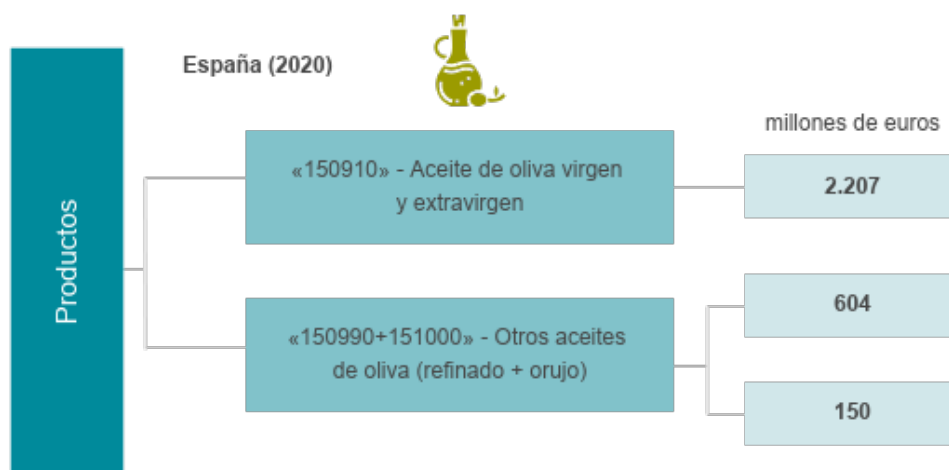 España (2020)
millones de euros
Productos
«150910» - Aceite de oliva virgen
y extravirgen
2.207
«150990+151000» - Otros aceites
de oliva (refinado + orujo)
604
150